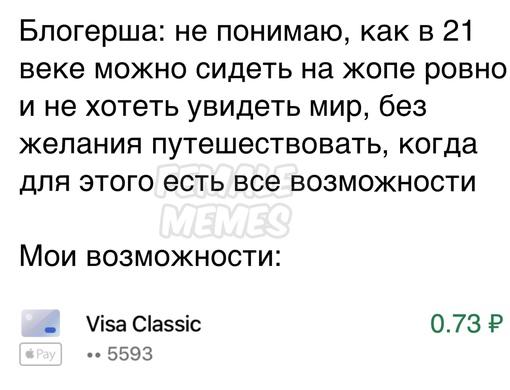 Блогерша: не понимаю, как в 21
веке можно сидеть на жопе ровно
и не хотеть увидеть мир, без
желания путешествовать, когда
для этого есть все возможности
FEMALE
MEMES
Мои возможности:
Visa Classic
0.73 ₽
Pay
•• 5593